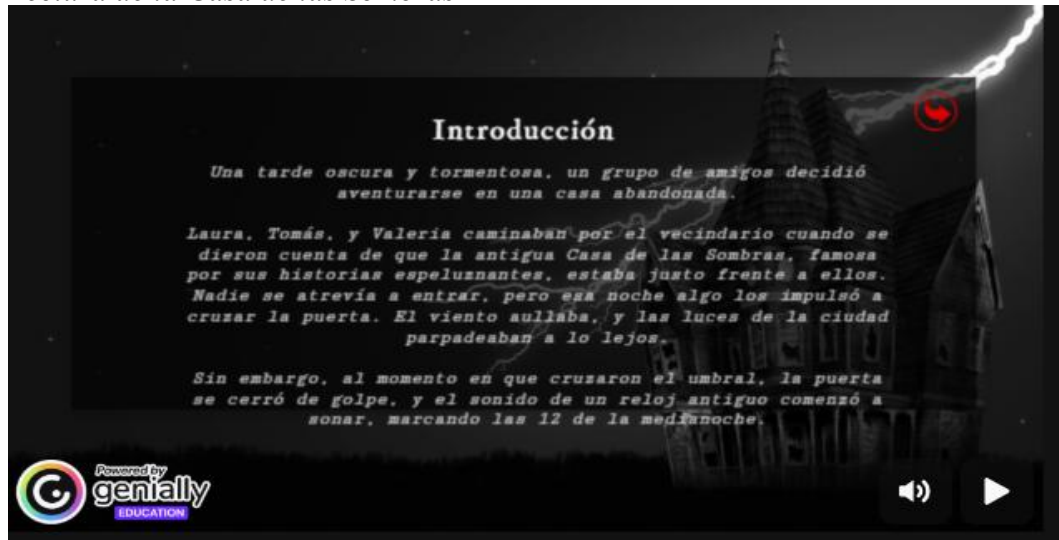 Introducción
Una tarde oscura y tormentosa, un grupo de amigos decidió
aventurarse en una casa abandonada.
Laura, Tomás, y Valeria caminaban por el vecindario cuando se
dieron cuenta de que la antigua Casa de las Sombras, famosa
por sus historias espeluznantes, estaba justo frente a ellos.
Nadie se atrevía a entrar, pero esa noche algo los impulsó a
cruzar la puerta. El viento aullaba, y las luces de la ciudad
parpadeaban a lo lejos.
Sin embargo, al momento en que cruzaron el umbral, la puerta
se cerró de golpe, y el sonido de un reloj antiguo comenzó a
sonar, marcando las 12 de la medianoche.
Powered by
genially
EDUCATION